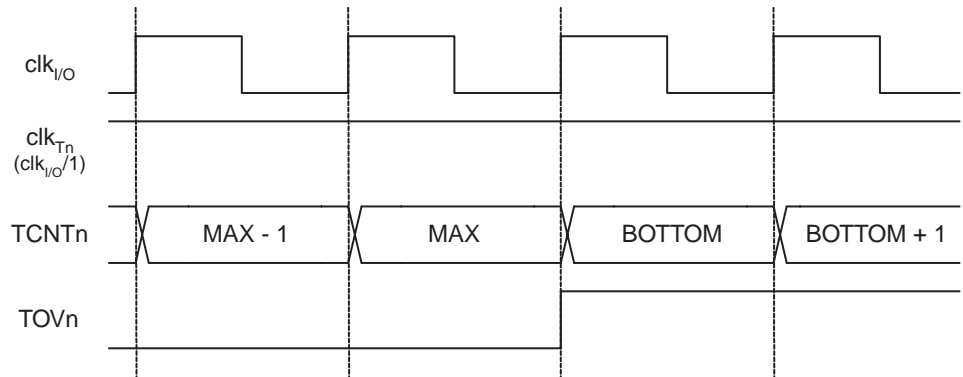 clkI/O
clkTn
(clkI/O/1)
TCNTn MAX - 1 MAX BOTTOM BOTTOM + 1
TOVn